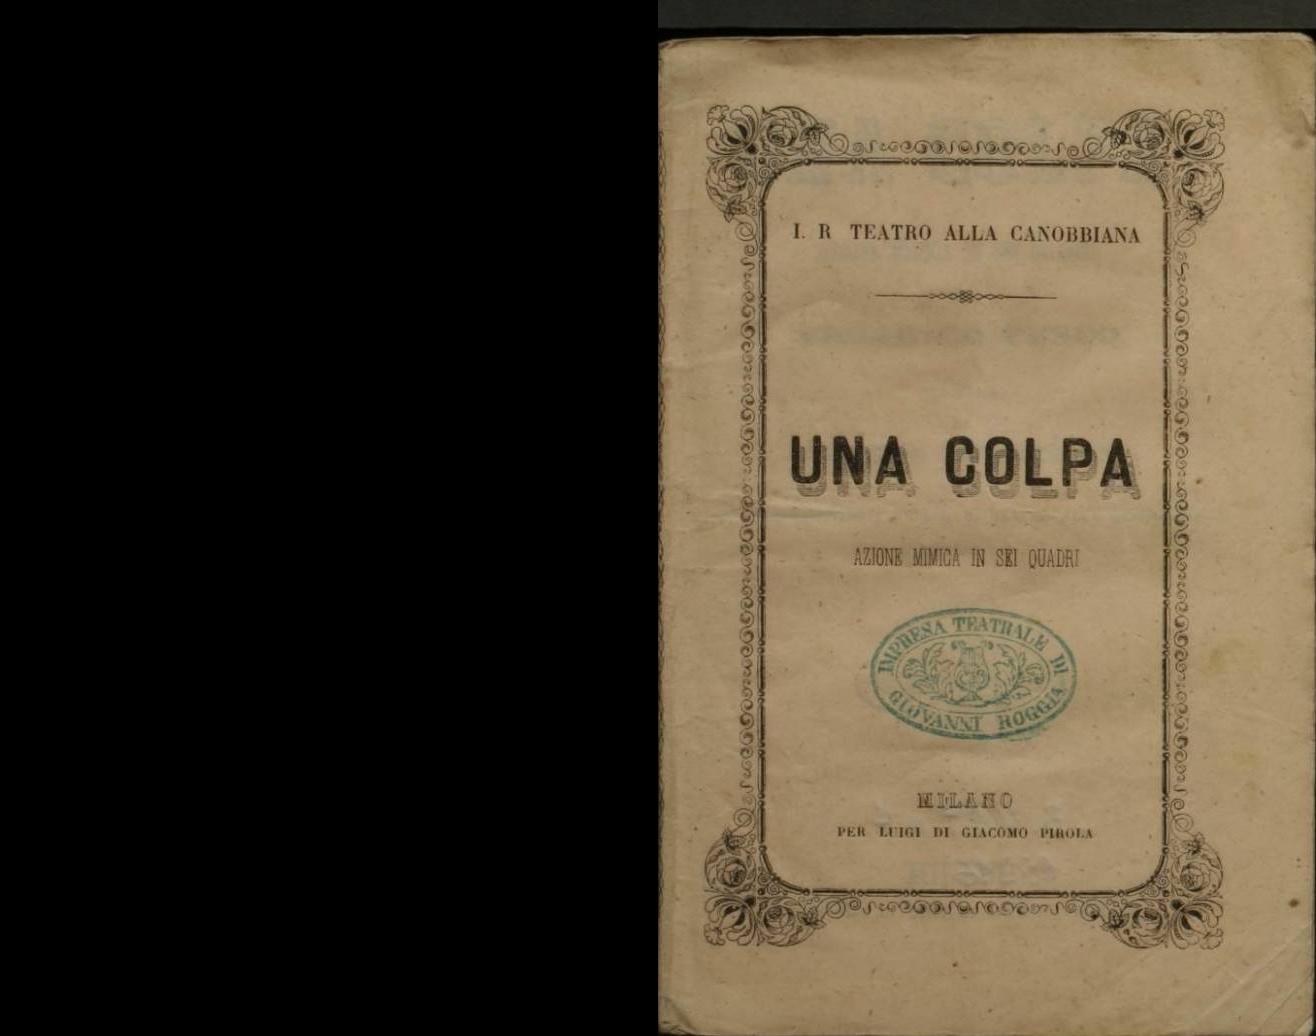 I. R TEATRO ALLA CANOBBIANA
UNA COLPA
AZIONE MIMICA IN SEI QUADRI
IMPRESA TEATRALE DI
GIOVANNI ROGGIA
MILANO
PER LUIGI DI GIACOMO PIROLA